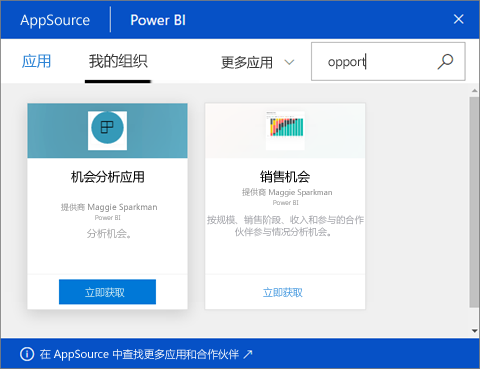 AppSource Power BI
应用 我的组织 更多应用 opport
机会分析应用
提供商 Maggie Sparkman
Power BI
分析机会。
立即获取
销售机会
提供商 Maggie Sparkman
Power BI
按规模、销售阶段、收入和参与的合作
伙伴参与情况分析机会。
立即获取
在 AppSource 中查找更多应用和合作伙伴